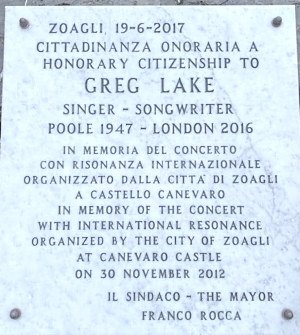 ZOAGLI 19-6-2017
CITTADINANZA ONORARIA A
HONORARY CITIZENSHIP TO
GREG LAKE
SINGER - SONGWRITER
POOLE 1947 - LONDON 2016
IN MEMORIA DEL CONCERTO
CON RISONANZA INTERNAZIONALE
ORGANIZZATO DALLA CITTÀ DI ZOAGLI
A CASTELLO CANEVARO
IN MEMORY OF THE CONCERT
WITH INTERNATIONAL RESONANCE
ORGANIZED BY THE CITY OF ZOAGLI
AT CANEVARO CASTLE
ON 30 NOVEMBER 2012
IL SINDACO - THE MAYOR
FRANCO ROCCA